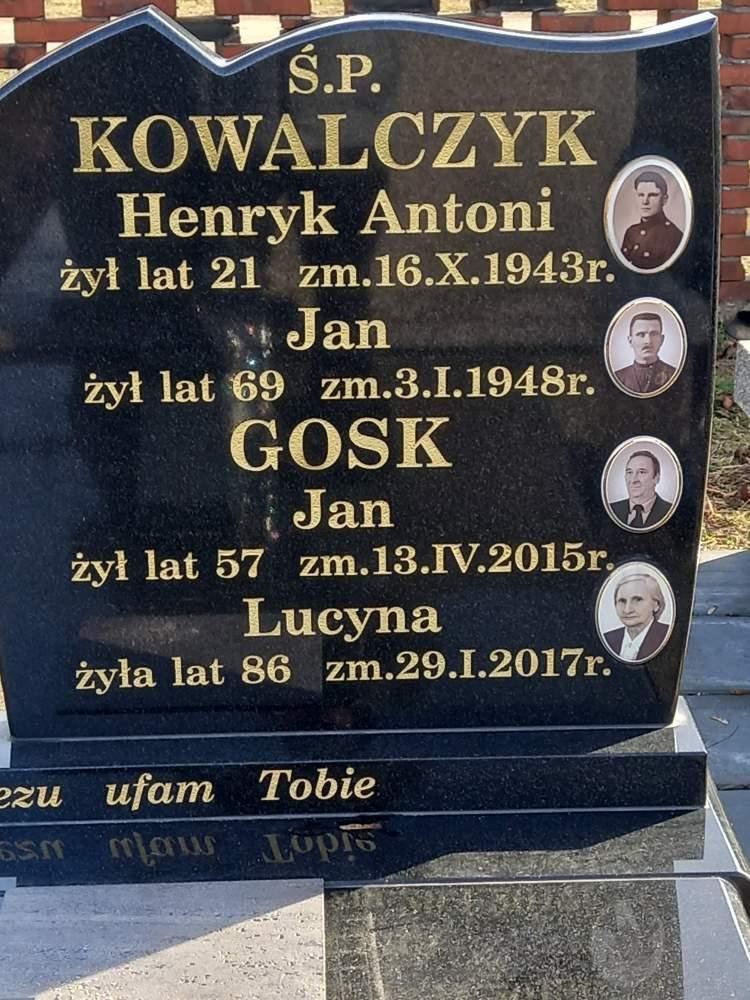 Ś.P.
KOWALCZYK
Henryk Antoni
żył lat 21 zm.16.X.1943r.
Jan
żył lat 69 zm.3.I.1948r.
GOSK
Jan
żył lat 57 zm.13.IV.2015r.
Lucyna
żyła lat 86 zm.29.I.2017r.
ezu ufam Tobie